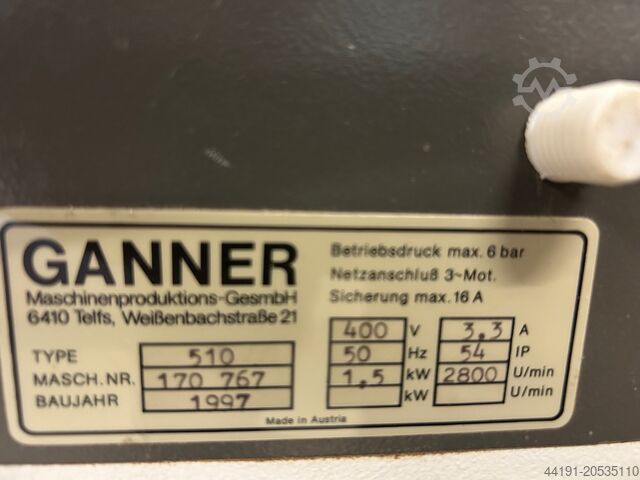 GANNER
Maschinenproduktions-GesmbH
6410 Telfs, Weißenbachstraße 21
Betriebsdruck max. 6 bar
Netzanschluß 3~Mot.
Sicherung max. 16 A
TYPE 510
MASCH.NR. 170 767
BAUJAHR 1997
400 V 3,3 A
50 Hz 54 IP
1,5 kW 2800 U/min
kW U/min
Made in Austria
44191-20535110